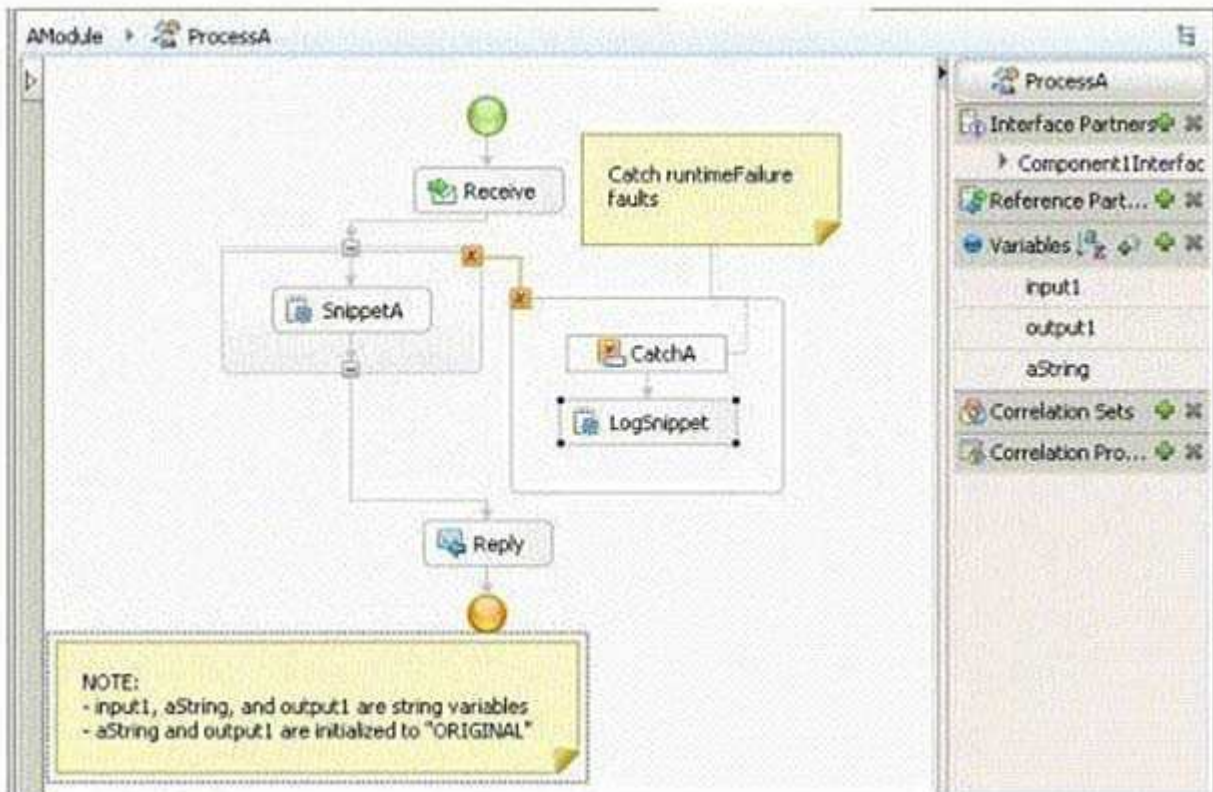 AModule ProcessA
ProcessA
Interface Partners
Component1Interfac
Reference Part...
Variables
input1
output1
aString
Correlation Sets
Correlation Pro...
Receive
Catch runtimeFailure
faults
SnippetA
CatchA
LogSnippet
Reply
NOTE:
- input1, aString, and output1 are string variables
- aString and output1 are initialized to "ORIGINAL"